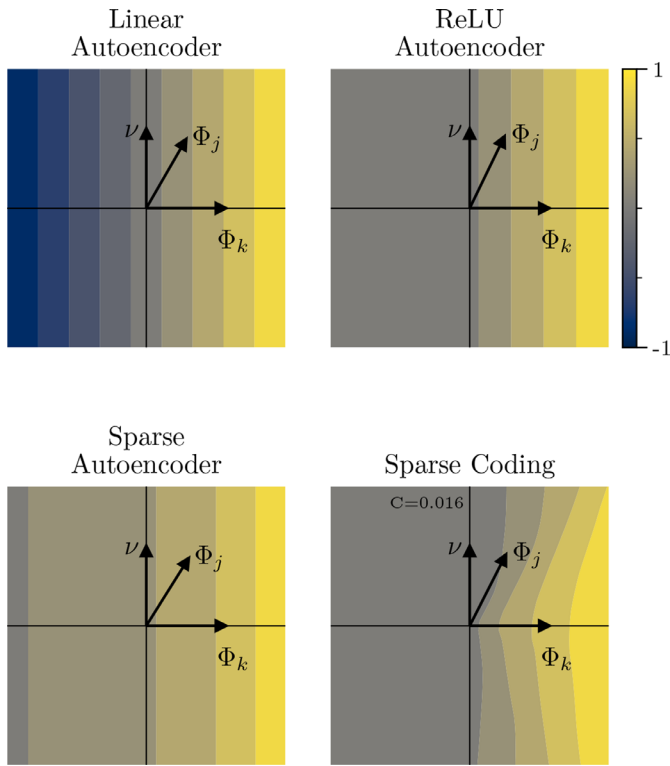 Linear
Autoencoder
ReLU
Autoencoder
1
-1
ν
Φj
Φk
ν
Φj
Φk
Sparse
Autoencoder
Sparse Coding
C=0.016
ν
Φj
Φk
ν
Φj
Φk